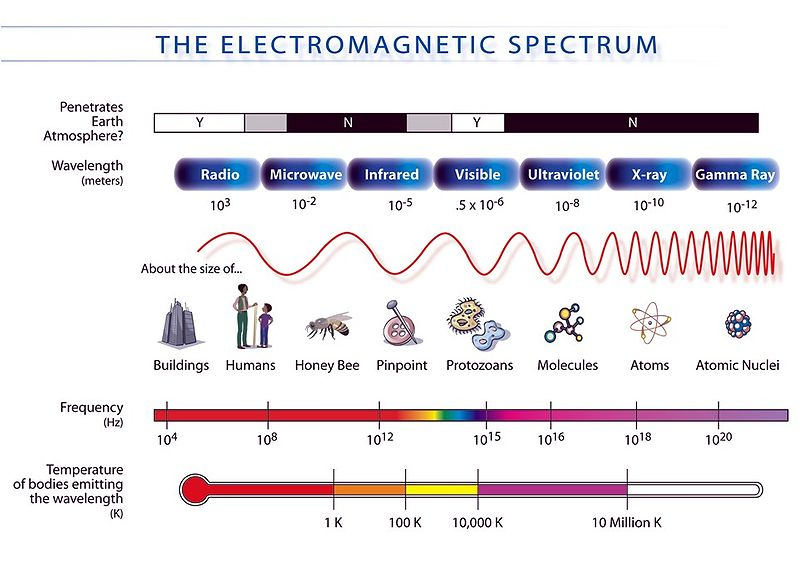 THE ELECTROMAGNETIC SPECTRUM
Penetrates
Earth
Atmosphere?
Y N Y N
Wavelength
(meters)
Radio Microwave Infrared Visible Ultraviolet X-ray Gamma Ray
10³ 10⁻² 10⁻⁵ .5 x 10⁻⁶ 10⁻⁸ 10⁻¹⁰ 10⁻¹²
About the size of...
Buildings Humans Honey Bee Pinpoint Protozoans Molecules Atoms Atomic Nuclei
Frequency
(Hz)
10⁴ 10⁸ 10¹² 10¹⁵ 10¹⁶ 10¹⁸ 10²⁰
Temperature
of bodies emitting
the wavelength
(K)
1 K 100 K 10,000 K 10 Million K